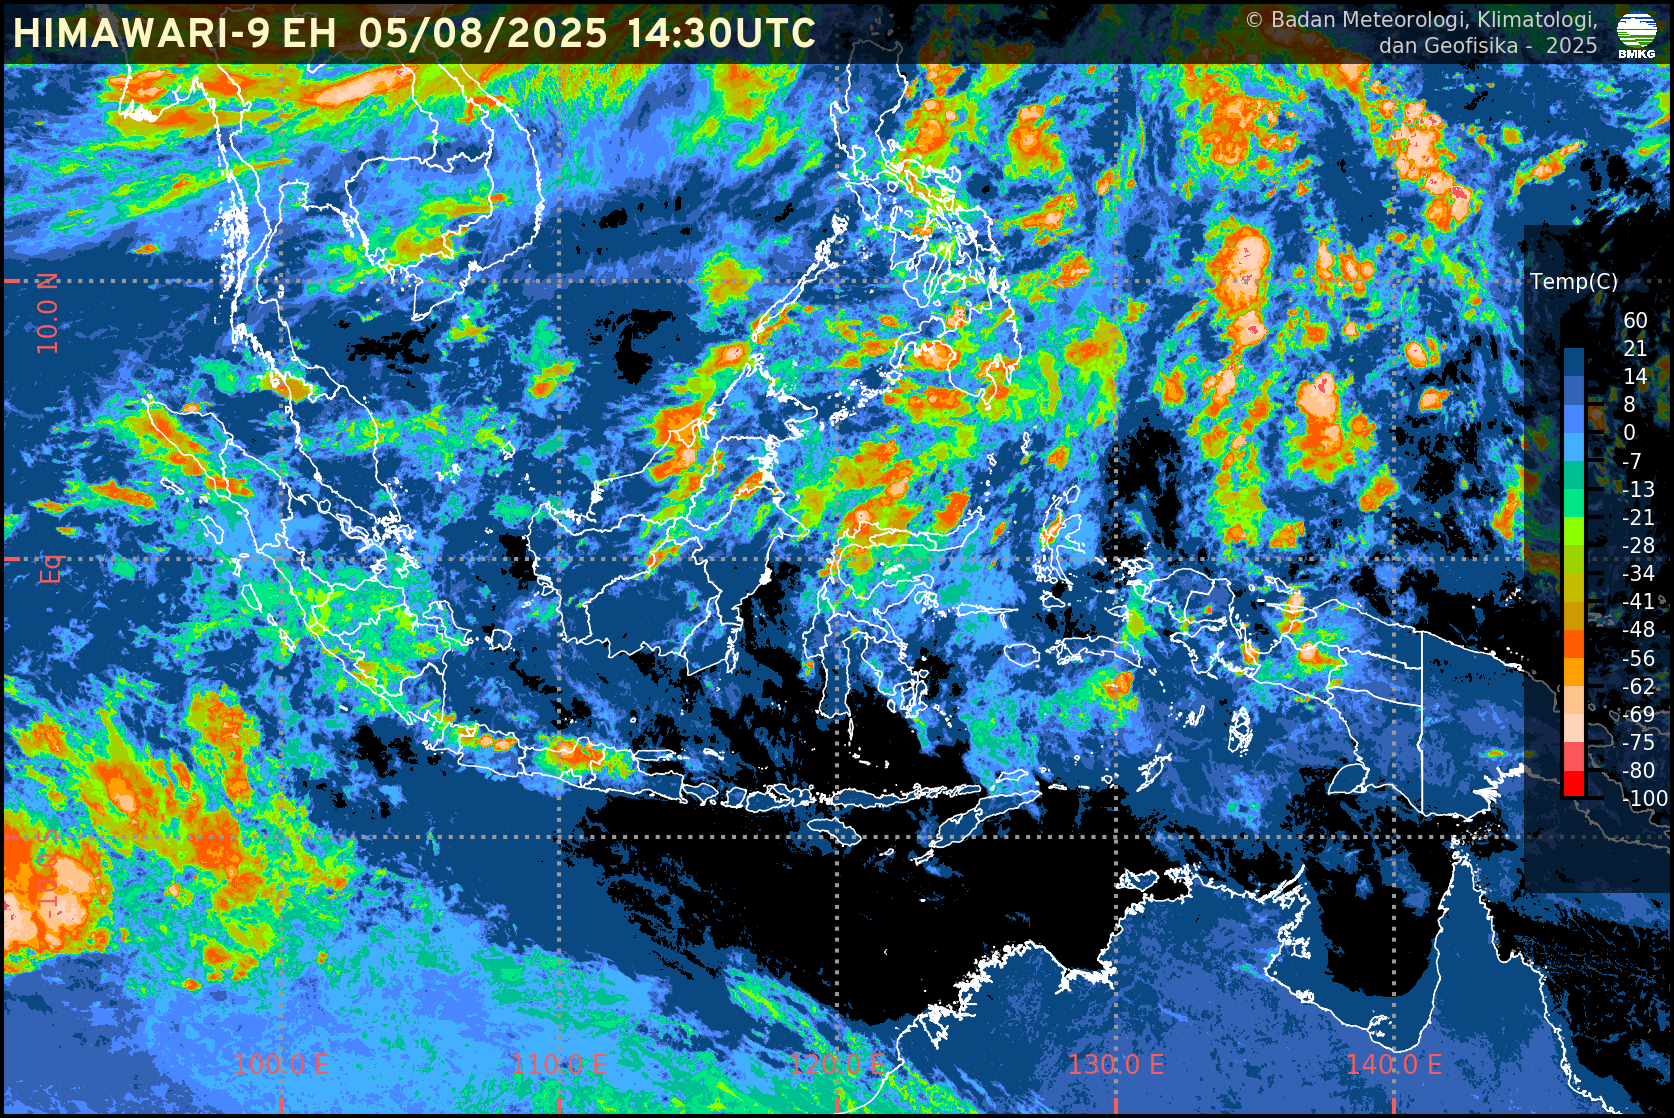 HIMAWARI-9 EH 05/08/2025 14:30UTC
© Badan Meteorologi, Klimatologi,
dan Geofisika - 2025
BMKG
Temp(C)
60
21
14
8
0
-7
-13
-21
-28
-34
-41
-48
-56
-62
-69
-75
-80
-100
10.0 N
Eq
-10.0 S
100.0 E
110.0 E
120.0 E
130.0 E
140.0 E